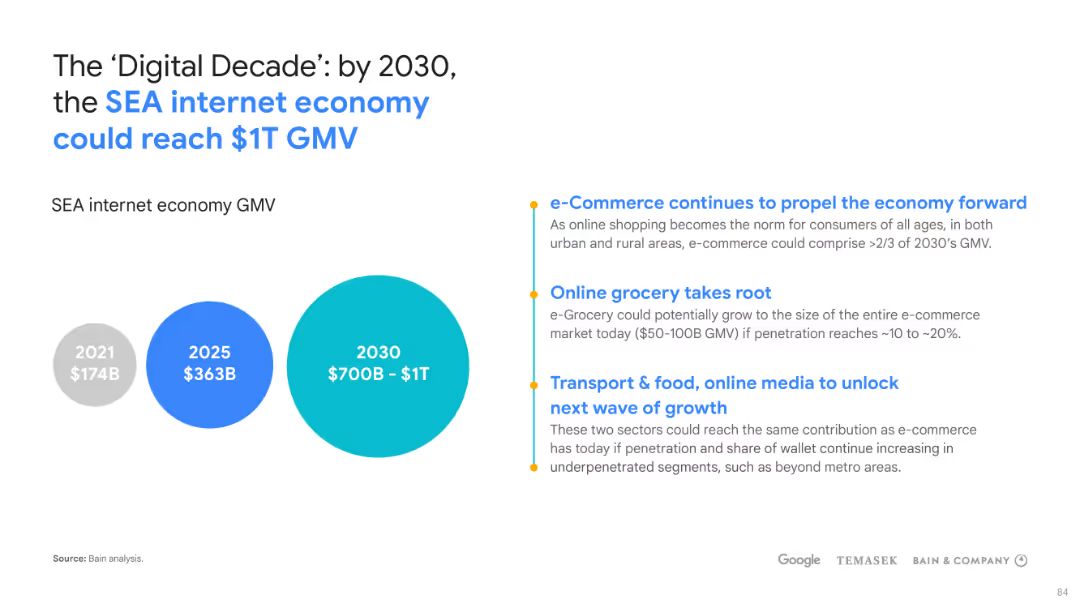 The ‘Digital Decade’: by 2030,
the SEA internet economy
could reach $1T GMV
SEA internet economy GMV
2021
$174B
2025
$363B
2030
$700B - $1T
e-Commerce continues to propel the economy forward
As online shopping becomes the norm for consumers of all ages, in both
urban and rural areas, e-commerce could comprise >2/3 of 2030’s GMV.
Online grocery takes root
e-Grocery could potentially grow to the size of the entire e-commerce
market today ($50-100B GMV) if penetration reaches ~10 to ~20%.
Transport & food, online media to unlock
next wave of growth
These two sectors could reach the same contribution as e-commerce
has today if penetration and share of wallet continue increasing in
underpenetrated segments, such as beyond metro areas.
Source: Bain analysis.
Google TEMASEK BAIN & COMPANY
84